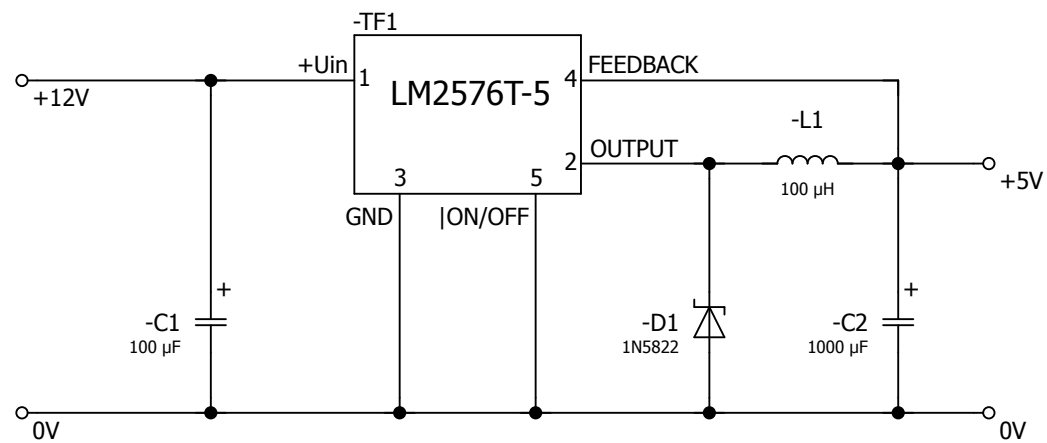 -TF1
+Uin
1
LM2576T-5
4
FEEDBACK
+12V
-L1
2
OUTPUT
100 µH
+5V
3
5
GND
|ON/OFF
+
-C1
100 µF
-D1
1N5822
+
-C2
1000 µF
0V
0V